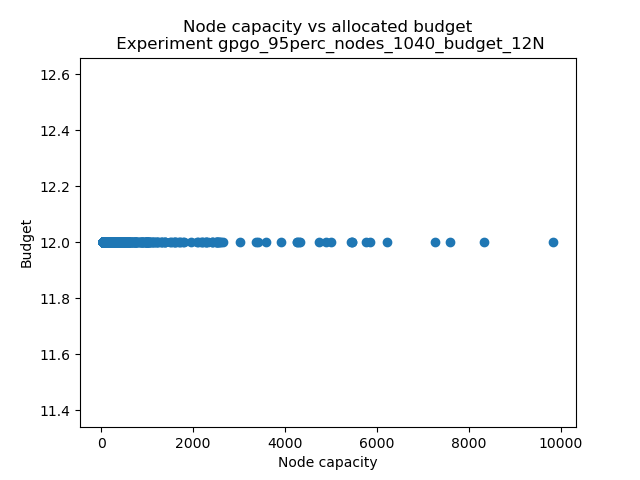 Node capacity vs allocated budget
Experiment gpgo_95perc_nodes_1040_budget_12N
12.6
12.4
12.2
12.0
11.8
11.6
11.4
Budget
0 2000 4000 6000 8000 10000
Node capacity